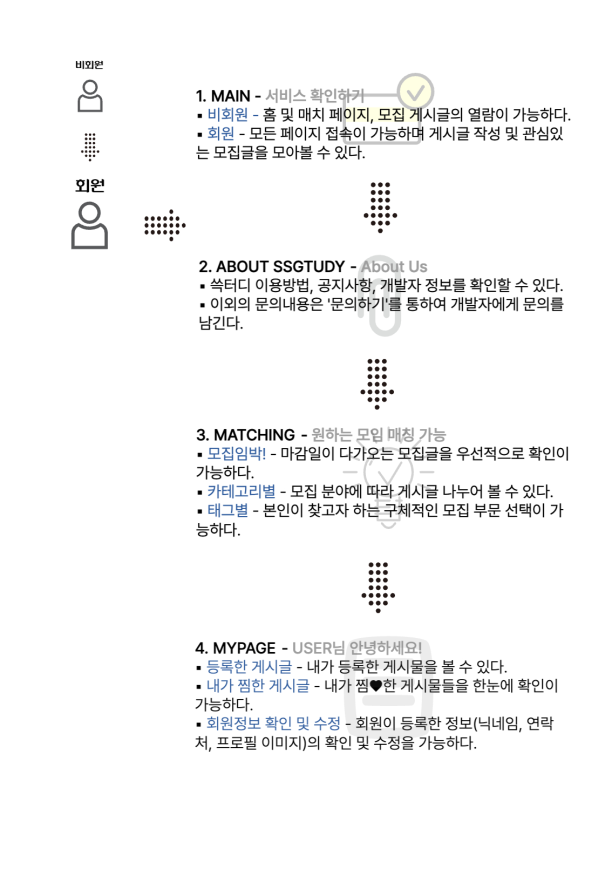 비회원
회원
1. MAIN - 서비스 확인하기
▪ 비회원 - 홈 및 매치 페이지, 모집 게시글의 열람이 가능하다.
▪ 회원 - 모든 페이지 접속이 가능하며 게시글 작성 및 관심있
는 모집글을 모아볼 수 있다.
2. ABOUT SSGTUDY - About Us
▪ 쓱터디 이용방법, 공지사항, 개발자 정보를 확인할 수 있다.
▪ 이외의 문의내용은 '문의하기'를 통하여 개발자에게 문의를
남긴다.
3. MATCHING - 원하는 모임 매칭 가능
▪ 모집임박! - 마감일이 다가오는 모집글을 우선적으로 확인이
가능하다.
▪ 카테고리별 - 모집 분야에 따라 게시글 나누어 볼 수 있다.
▪ 태그별 - 본인이 찾고자 하는 구체적인 모집 부문 선택이 가
능하다.
4. MYPAGE - USER님 안녕하세요!
▪ 등록한 게시글 - 내가 등록한 게시물을 볼 수 있다.
▪ 내가 찜한 게시글 - 내가 찜♥한 게시물들을 한눈에 확인이
가능하다.
▪ 회원정보 확인 및 수정 - 회원이 등록한 정보(닉네임, 연락
처, 프로필 이미지)의 확인 및 수정을 가능하다.